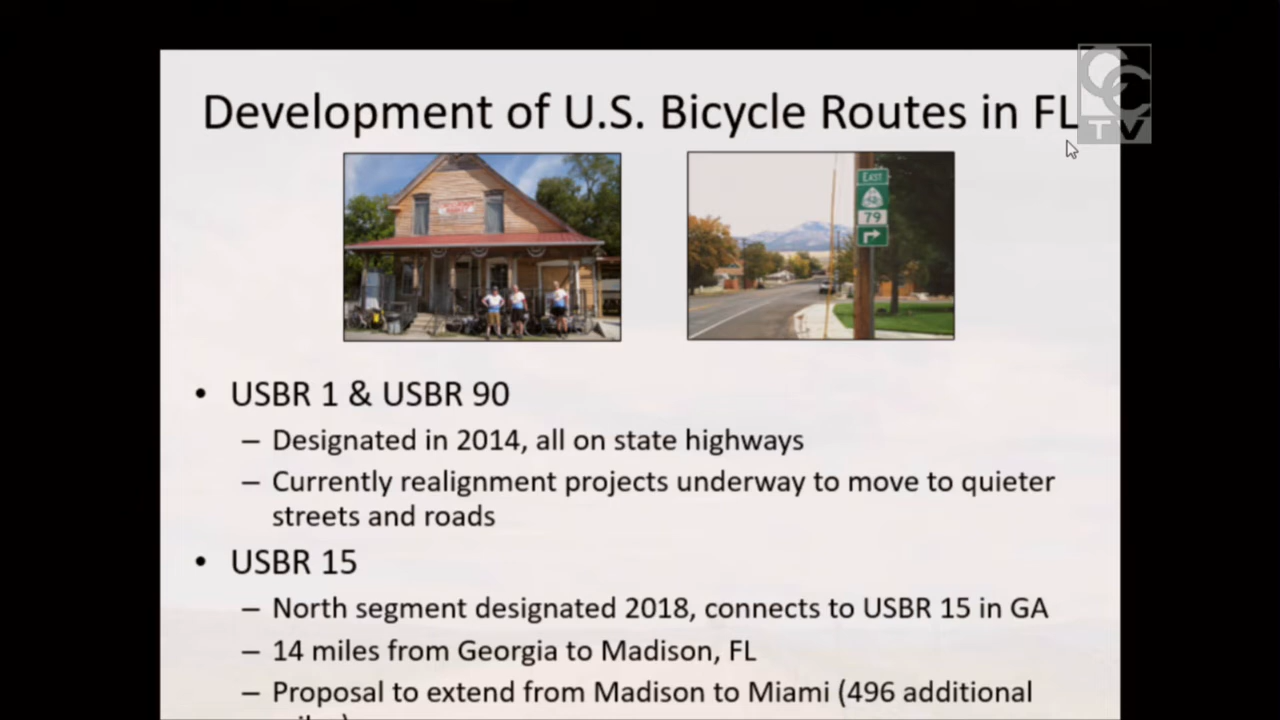 CC
TV
Development of U.S. Bicycle Routes in FL
EAST
79
• USBR 1 & USBR 90
– Designated in 2014, all on state highways
– Currently realignment projects underway to move to quieter
streets and roads
• USBR 15
– North segment designated 2018, connects to USBR 15 in GA
– 14 miles from Georgia to Madison, FL
– Proposal to extend from Madison to Miami (496 additional